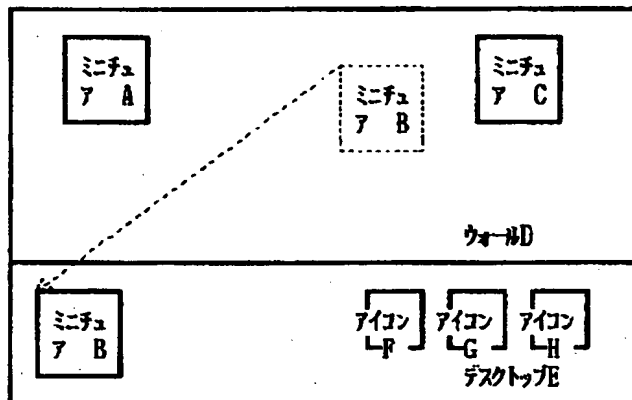 ミニチュ
ア A
ミニチュ
ア B
ミニチュ
ア C
ウォールD
ミニチュ
ア B
アイコン
F
アイコン
G
アイコン
H
デスクトップE